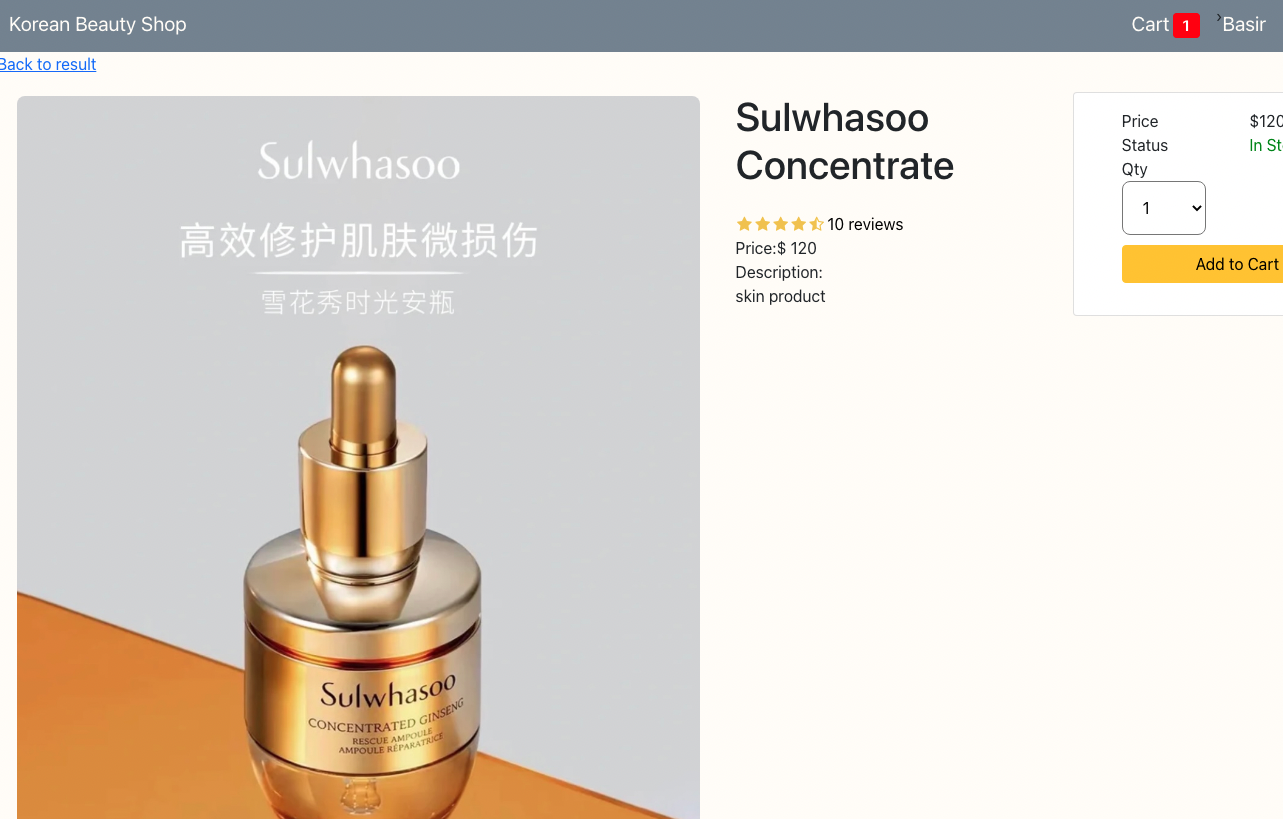 Korean Beauty Shop
Cart 1 Basir
Back to result
Sulwhasoo
高效修护肌肤微损伤
雪花秀时光安瓶
Sulwhasoo
CONCENTRATED GINSENG
RESCUE AMPOULE
AMPOULE RÉPARATRICE
Sulwhasoo
Concentrate
10 reviews
Price:$ 120
Description:
skin product
Price $120
Status In St
Qty
1
Add to Cart